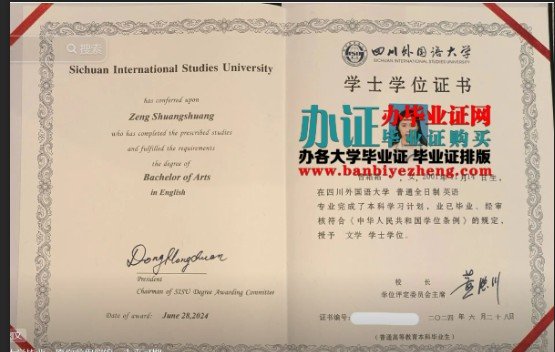 搜索
Sichuan International Studies University
has conferred upon
Zeng Shuangshuang
who has completed the prescribed studies
and fulfilled the requirements
the degree of
Bachelor of Arts
in English
President
Chairman of SISU Degree Awarding Committee
Date of award: June 28,2024
四川外国语大学
SICHUAN INTERNATIONAL STUDIES UNIVERSITY
学士学位证书
办证 办毕业证网
毕业证购买
办各大学毕业证 毕业证排版
www.banbiyezheng.com
在四川外国语大学 普通全日制 英语
专业完成了本科学习计划,业已毕业。经审
核符合《中华人民共和国学位条例》的规定,
授予 文学 学士学位。
校 长
学位评定委员会主席
证书编号:
二〇二四年 六月 二十八日
(普通高等教育本科毕业生)